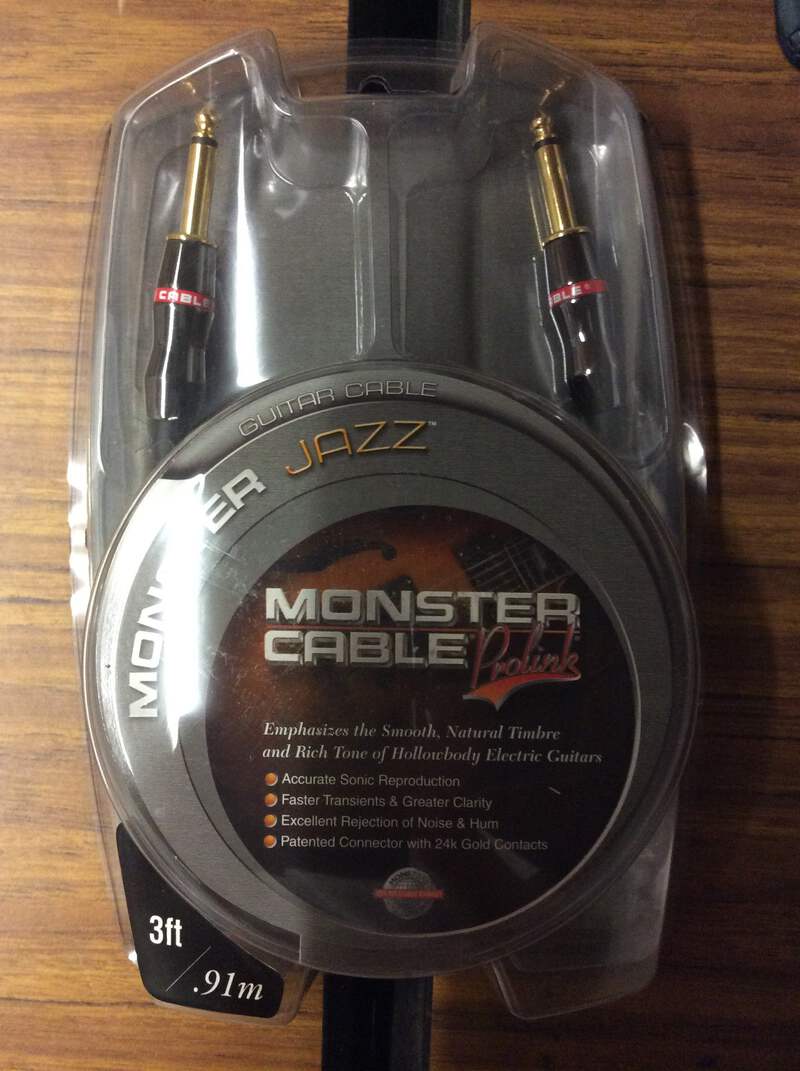 CABLE
BLE®
GUITAR CABLE
MONSTER JAZZ™
MONSTER
CABLE Prolink™
Emphasizes the Smooth, Natural Timbre
and Rich Tone of Hollowbody Electric Guitars
Accurate Sonic Reproduction
Faster Transients & Greater Clarity
Excellent Rejection of Noise & Hum
Patented Connector with 24k Gold Contacts
3ft
.91m